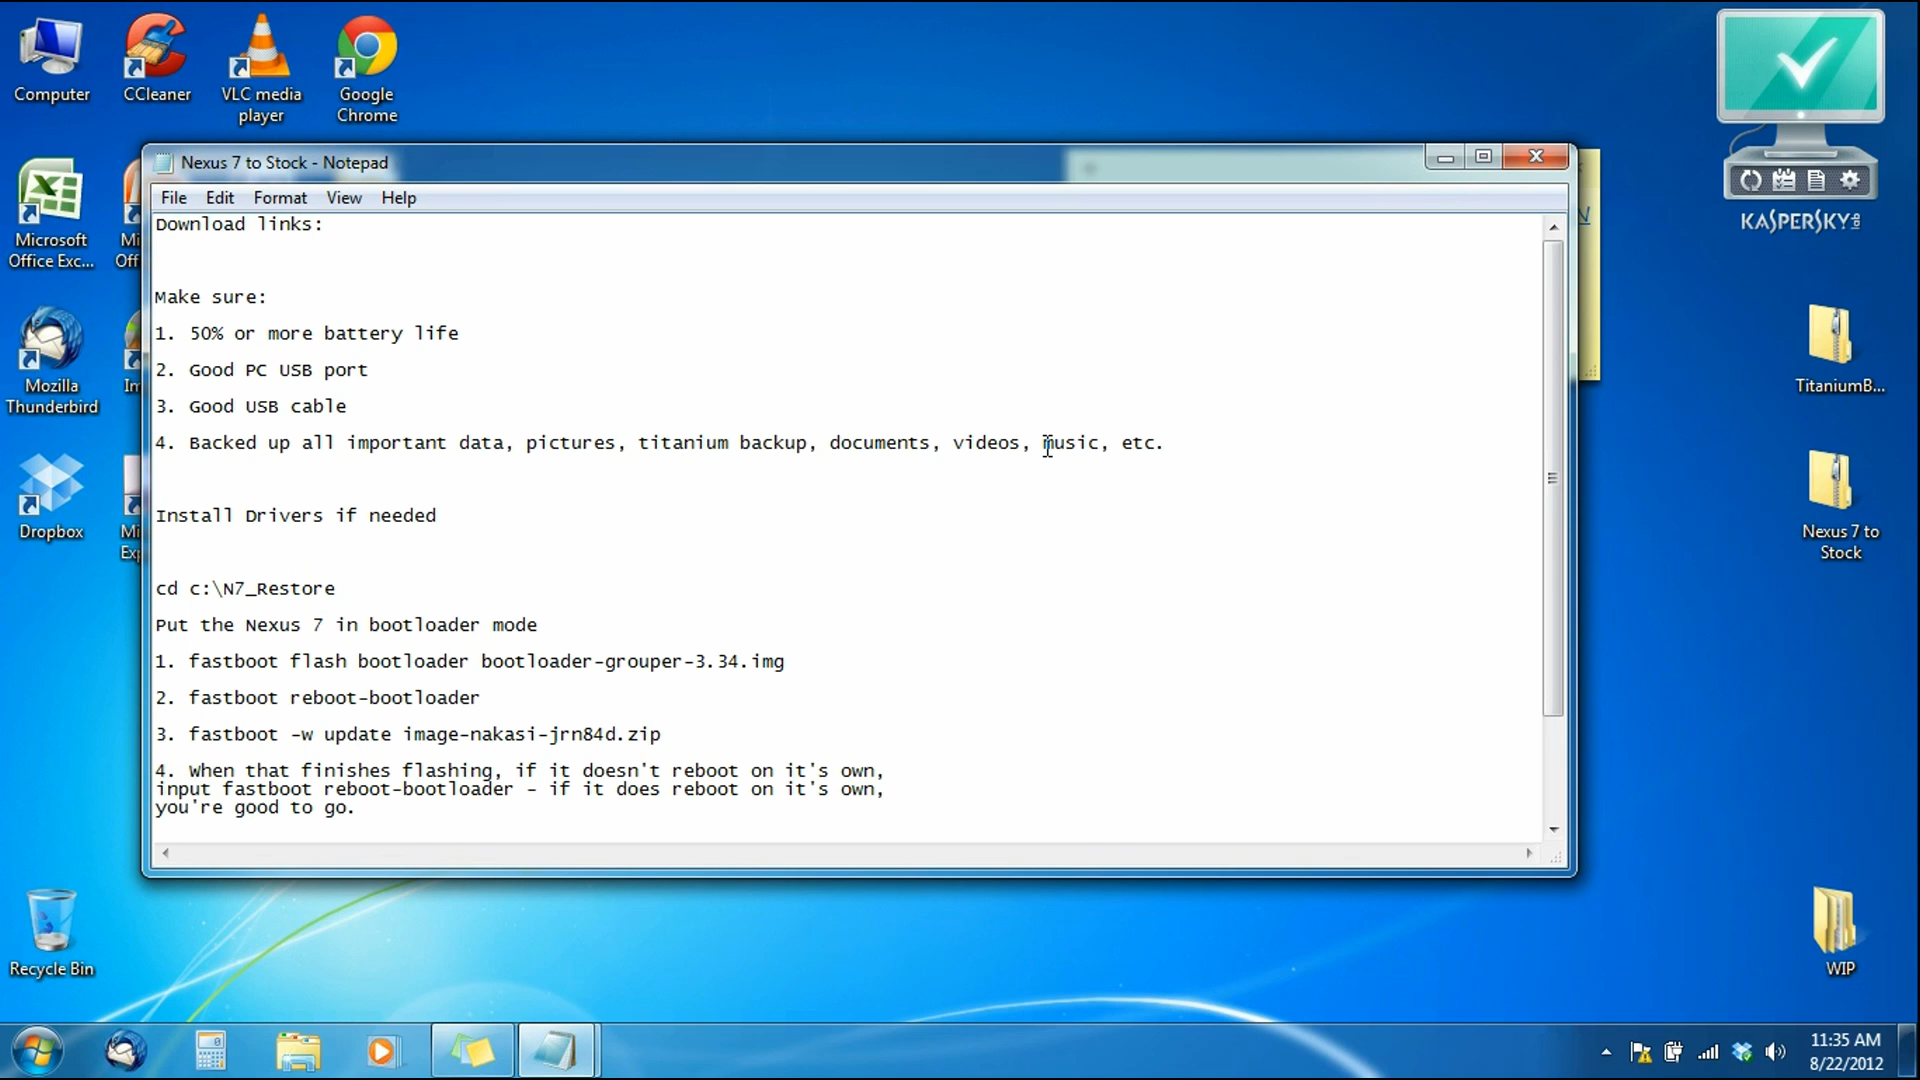 Computer
CCleaner
VLC media
player
Google
Chrome
KASPERSKY lab
Nexus 7 to Stock - Notepad
File Edit Format View Help
Download links:
Make sure:
1. 50% or more battery life
2. Good PC USB port
3. Good USB cable
4. Backed up all important data, pictures, titanium backup, documents, videos, music, etc.
Install Drivers if needed
cd c:\N7_Restore
Put the Nexus 7 in bootloader mode
1. fastboot flash bootloader bootloader-grouper-3.34.img
2. fastboot reboot-bootloader
3. fastboot -w update image-nakasi-jrn84d.zip
4. When that finishes flashing, if it doesn't reboot on it's own,
input fastboot reboot-bootloader - if it does reboot on it's own,
you're good to go.
Microsoft
Office Exc...
Mi
Off
Mozilla
Thunderbird
Im
Dropbox
Mi
Exp
N
TitaniumB...
Nexus 7 to
Stock
Recycle Bin
WIP
11:35 AM
8/22/2012